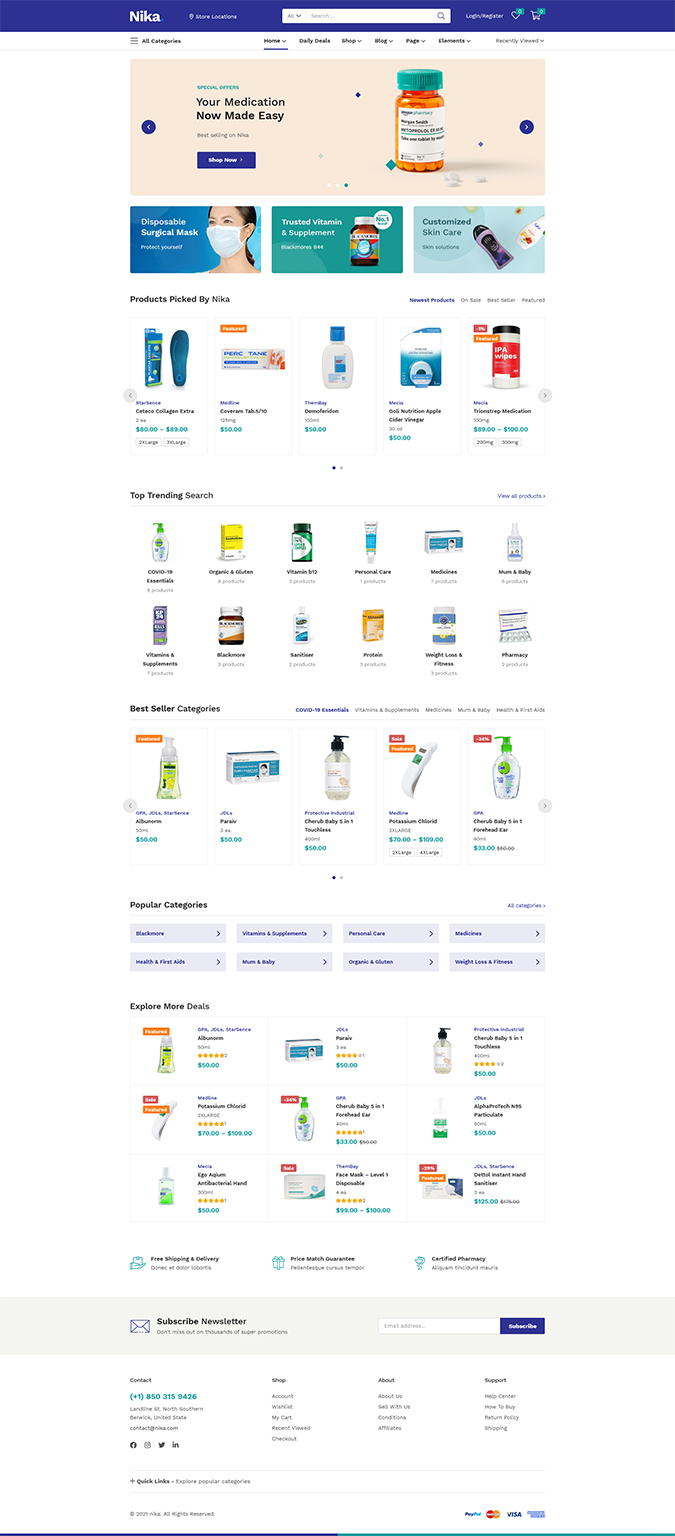 Nika.
Store Locations
All
Search ...
Login/Register
0
0
All Categories
Home
Daily Deals
Shop
Blog
Page
Elements
Recently Viewed
SPECIAL OFFERS
Your Medication
Now Made Easy
Best selling on Nika
Shop Now
amazon pharmacy
Morgan Smith
METOPROLOL ER 50 MG
Take one tablet by mouth
Disposable
Surgical Mask
Protect yourself
Trusted Vitamin
& Supplement
Blackmores 844
No.1
BLACKMORES
Customized
Skin Care
Skin solutions
Products Picked By Nika
Newest Products
On Sale
Best Seller
Featured
StarSence
Ceteco Collagen Extra
2 ea
$80.00 – $89.00
2XLarge
3XLarge
Featured
Medline
Coveram Tab.5/10
125mg
$50.00
ThemBay
Demoferidon
100ml
$50.00
Mecia
Goli Nutrition Apple
Cider Vinegar
30 oz
$50.00
-1%
Featured
IPA
wipes
Mecia
Trionstrep Medication
100mg
$89.00 – $100.00
200mg
300mg
Top Trending Search
View all products
COVID-19
Essentials
8 products
Organic & Gluten
9 products
Vitamin b12
3 products
Personal Care
1 products
Medicines
7 products
Mum & Baby
6 products
Vitamins &
Supplements
7 products
Blackmore
3 products
Sanitiser
2 products
Protein
3 products
Weight Loss &
Fitness
3 products
Pharmacy
2 products
Best Seller Categories
COVID-19 Essentials
Vitamins & Supplements
Medicines
Mum & Baby
Health & First Aids
Featured
GPA, JDLs, StarSence
Albunorm
50ml
$50.00
JDLs
Paraiv
3 ea
$50.00
Protective Industrial
Cherub Baby 5 in 1
Touchless
400ml
$50.00
Sale
Featured
Medline
Potassium Chlorid
2XLARGE
$70.00 – $109.00
2XLarge
4XLarge
-34%
GPA
Cherub Baby 5 in 1
Forehead Ear
40ml
$33.00 $50.00
Popular Categories
All categories
Blackmore
Vitamins & Supplements
Personal Care
Medicines
Health & First Aids
Mum & Baby
Organic & Gluten
Weight Loss & Fitness
Explore More Deals
Featured
GPA, JDLs, StarSence
Albunorm
50ml
2
$50.00
JDLs
Paraiv
3 ea
1
$50.00
Protective Industrial
Cherub Baby 5 in 1
Touchless
400ml
2
$50.00
Sale
Featured
Medline
Potassium Chlorid
2XLARGE
1
$70.00 – $109.00
-34%
GPA
Cherub Baby 5 in 1
Forehead Ear
40ml
1
$33.00 $50.00
JDLs
AlphaProTech N95
Particulate
50ml
$50.00
Mecia
Ego Aqium
Antibacterial Hand
300ml
1
$50.00
Sale
ThemBay
Face Mask – Level 1
Disposable
4 ea
2
$99.00 – $100.00
-29%
Featured
JDLs, StarSence
Dettol Instant Hand
Sanitiser
3 ea
$125.00 $175.00
Free Shipping & Delivery
Donec et dolor lobortis
Price Match Guarantee
Pellentesque cursus tempor
Certified Pharmacy
Aliquam tincidunt mauris
Subscribe Newsletter
Don't miss out on thousands of super promotions
Email address...
Subscribe
Contact
(+1) 850 315 9426
Landline St. North Southern
Berwick, United State
contact@nika.com
Shop
Account
Wishlist
My Cart
Recent Viewed
Checkout
About
About Us
Sell With Us
Conditions
Affiliates
Support
Help Center
How To Buy
Return Policy
Shipping
Quick Links - Explore popular categories
© 2021 nika. All Rights Reserved.
PayPal
VISA